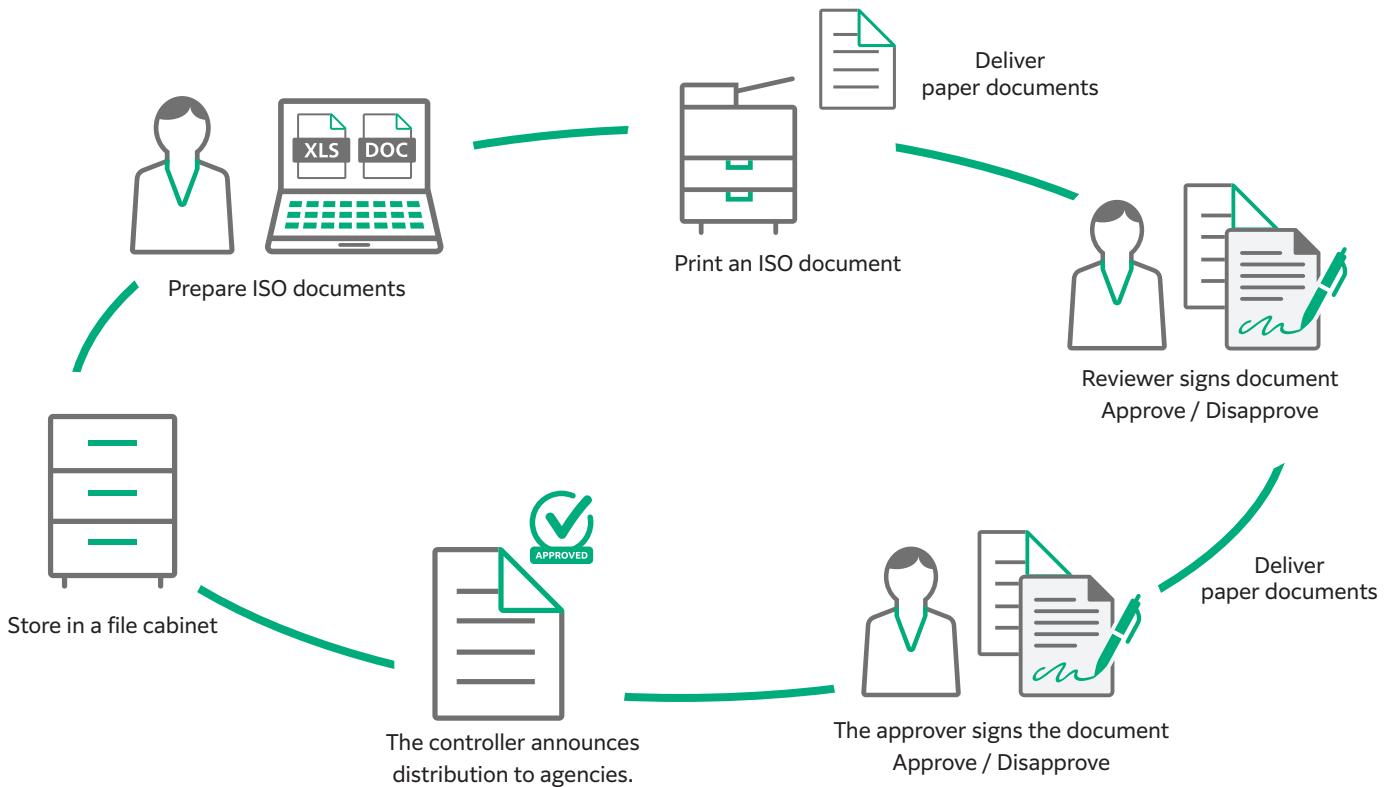 XLS
DOC
Prepare ISO documents
Print an ISO document
Deliver
paper documents
Reviewer signs document
Approve / Disapprove
Deliver
paper documents
The approver signs the document
Approve / Disapprove
APPROVED
The controller announces
distribution to agencies.
Store in a file cabinet